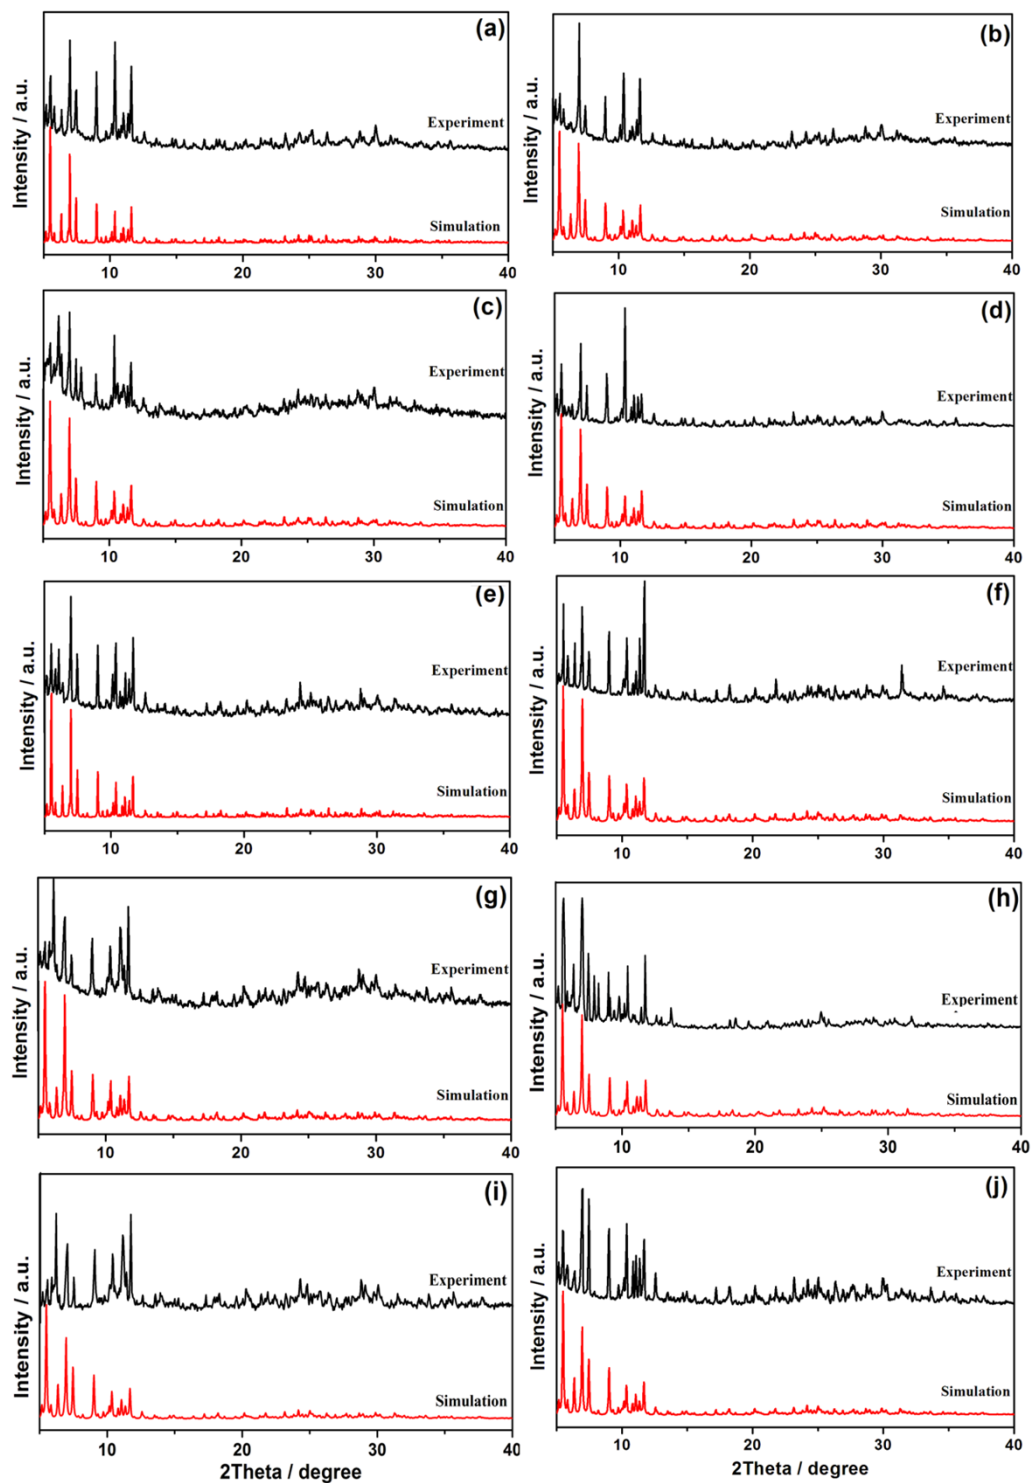 (a)
Intensity / a.u.
Experiment
Simulation
10 20 30 40
(b)
Intensity / a.u.
Experiment
Simulation
10 20 30 40
(c)
Intensity / a.u.
Experiment
Simulation
10 20 30 40
(d)
Intensity / a.u.
Experiment
Simulation
10 20 30 40
(e)
Intensity / a.u.
Experiment
Simulation
10 20 30 40
(f)
Intensity / a.u.
Experiment
Simulation
10 20 30 40
(g)
Intensity / a.u.
Experiment
Simulation
10 20 30 40
(h)
Intensity / a.u.
Experiment
Simulation
10 20 30 40
(i)
Intensity / a.u.
Experiment
Simulation
10 20 30 40
2Theta / degree
(j)
Intensity / a.u.
Experiment
Simulation
10 20 30 40
2Theta / degree